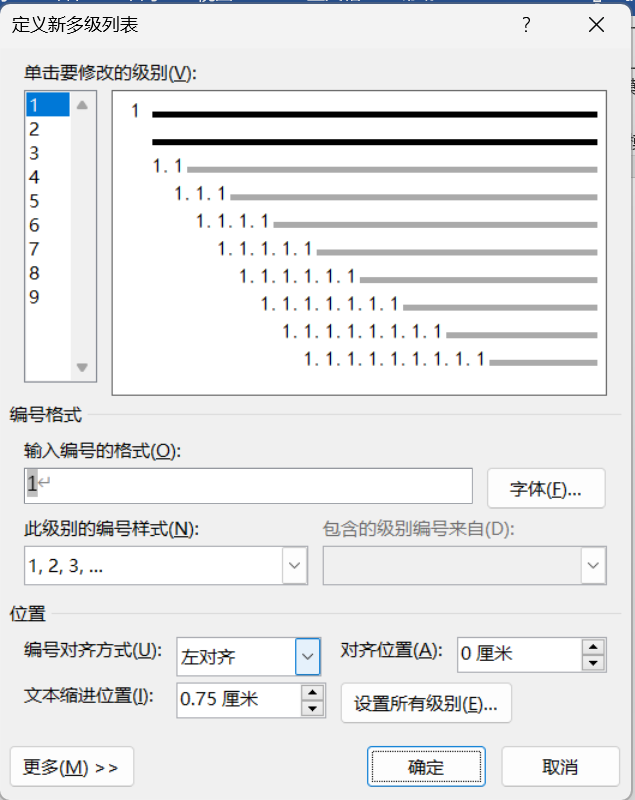 定义新多级列表 ?
单击要修改的级别(V):
1
2
3
4
5
6
7
8
9
1
1.1
1.1.1
1.1.1.1
1.1.1.1.1
1.1.1.1.1.1
1.1.1.1.1.1.1
1.1.1.1.1.1.1.1
1.1.1.1.1.1.1.1.1
编号格式
输入编号的格式(O):
1↵ 字体(F)...
此级别的编号样式(N): 包含的级别编号来自(D):
1, 2, 3, ...
位置
编号对齐方式(U): 左对齐 对齐位置(A): 0 厘米
文本缩进位置(I): 0.75 厘米 设置所有级别(E)...
更多(M) >> 确定 取消